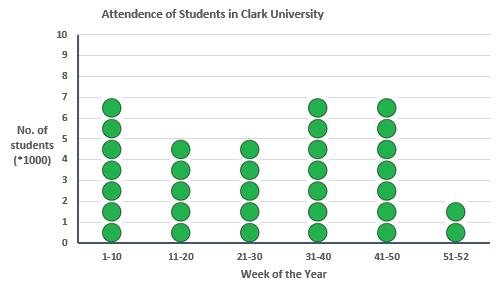 Attendence of Students in Clark University
10
9
8
7
6
5
4
3
2
1
0
No. of
students
(*1000)
1-10 11-20 21-30 31-40 41-50 51-52
Week of the Year